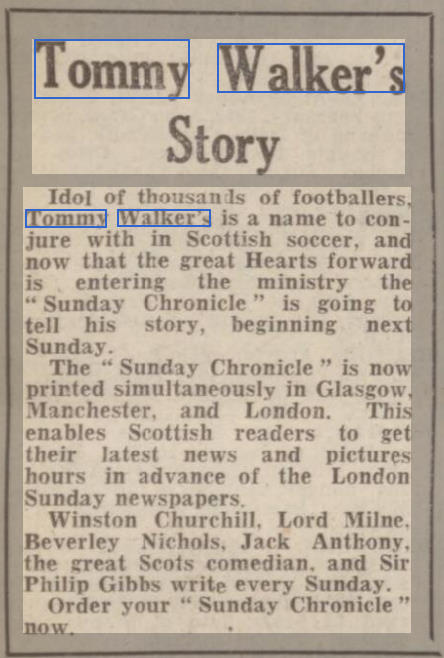 Tommy Walker's
Story
Idol of thousands of footballers,
Tommy Walker's is a name to con-
jure with in Scottish soccer, and
now that the great Hearts forward
is entering the ministry the
"Sunday Chronicle" is going to
tell his story, beginning next
Sunday.
The "Sunday Chronicle" is now
printed simultaneously in Glasgow,
Manchester, and London. This
enables Scottish readers to get
their latest news and pictures
hours in advance of the London
Sunday newspapers.
Winston Churchill, Lord Milne,
Beverley Nichols, Jack Anthony,
the great Scots comedian, and Sir
Philip Gibbs write every Sunday.
Order your "Sunday Chronicle"
now.